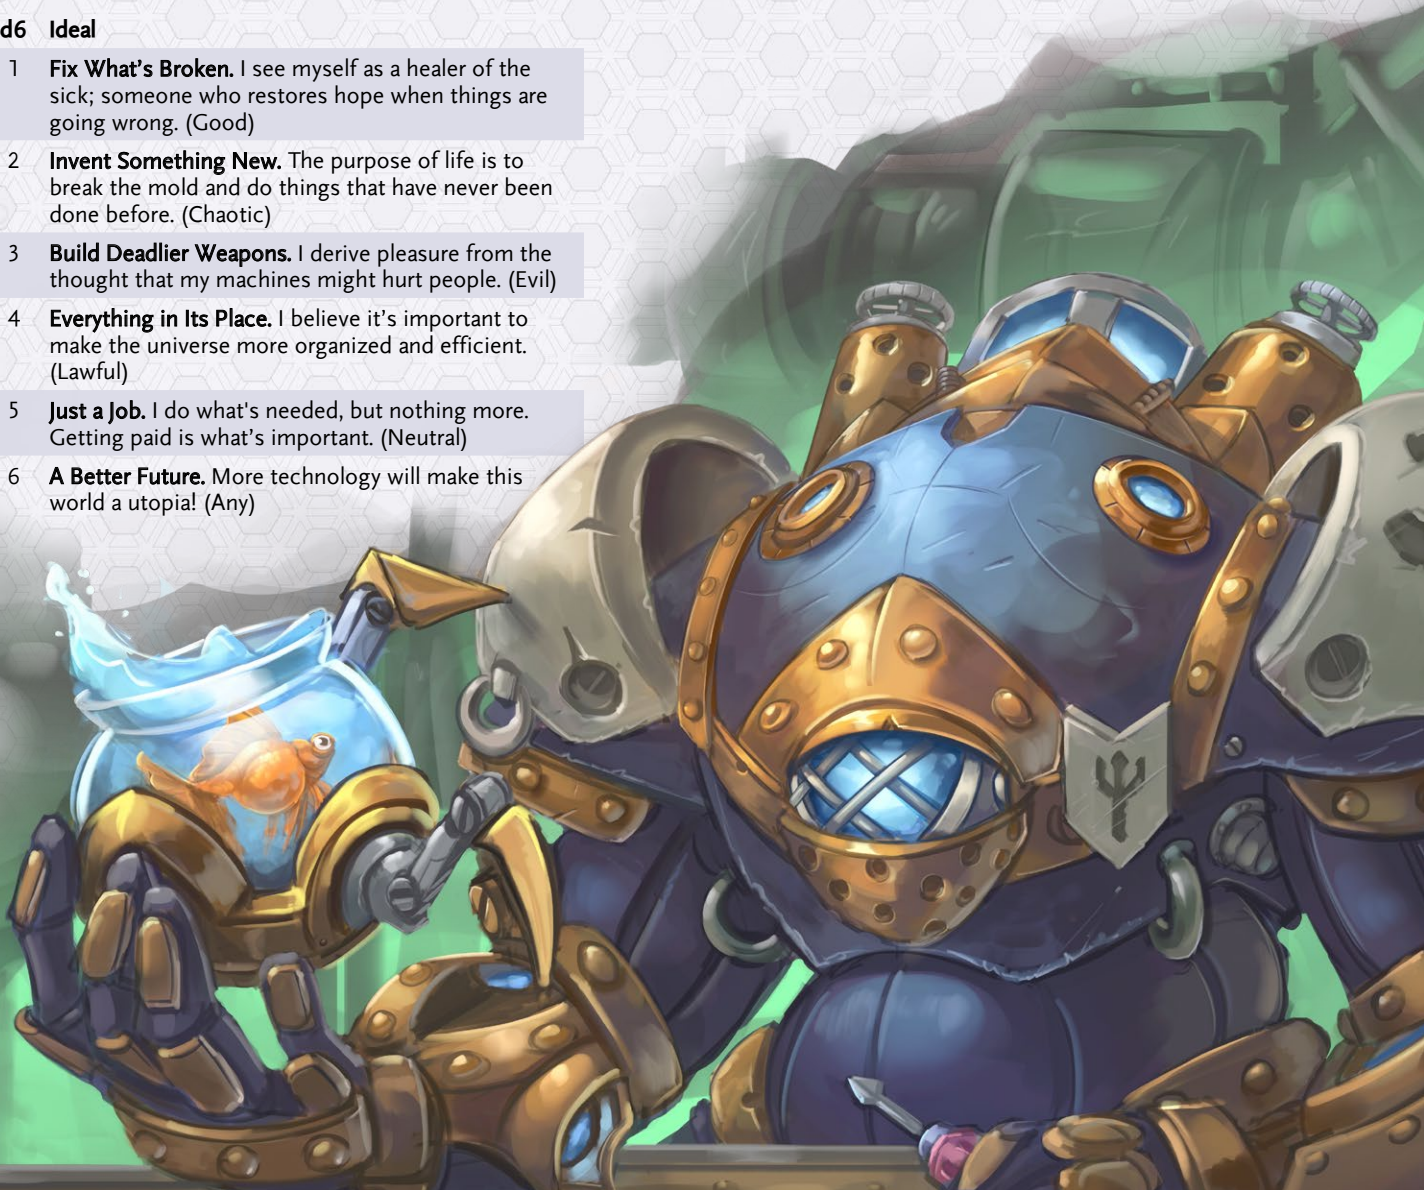 d6 Ideal
1 Fix What’s Broken. I see myself as a healer of the
sick; someone who restores hope when things are
going wrong. (Good)
2 Invent Something New. The purpose of life is to
break the mold and do things that have never been
done before. (Chaotic)
3 Build Deadlier Weapons. I derive pleasure from the
thought that my machines might hurt people. (Evil)
4 Everything in Its Place. I believe it’s important to
make the universe more organized and efficient.
(Lawful)
5 Just a Job. I do what's needed, but nothing more.
Getting paid is what’s important. (Neutral)
6 A Better Future. More technology will make this
world a utopia! (Any)